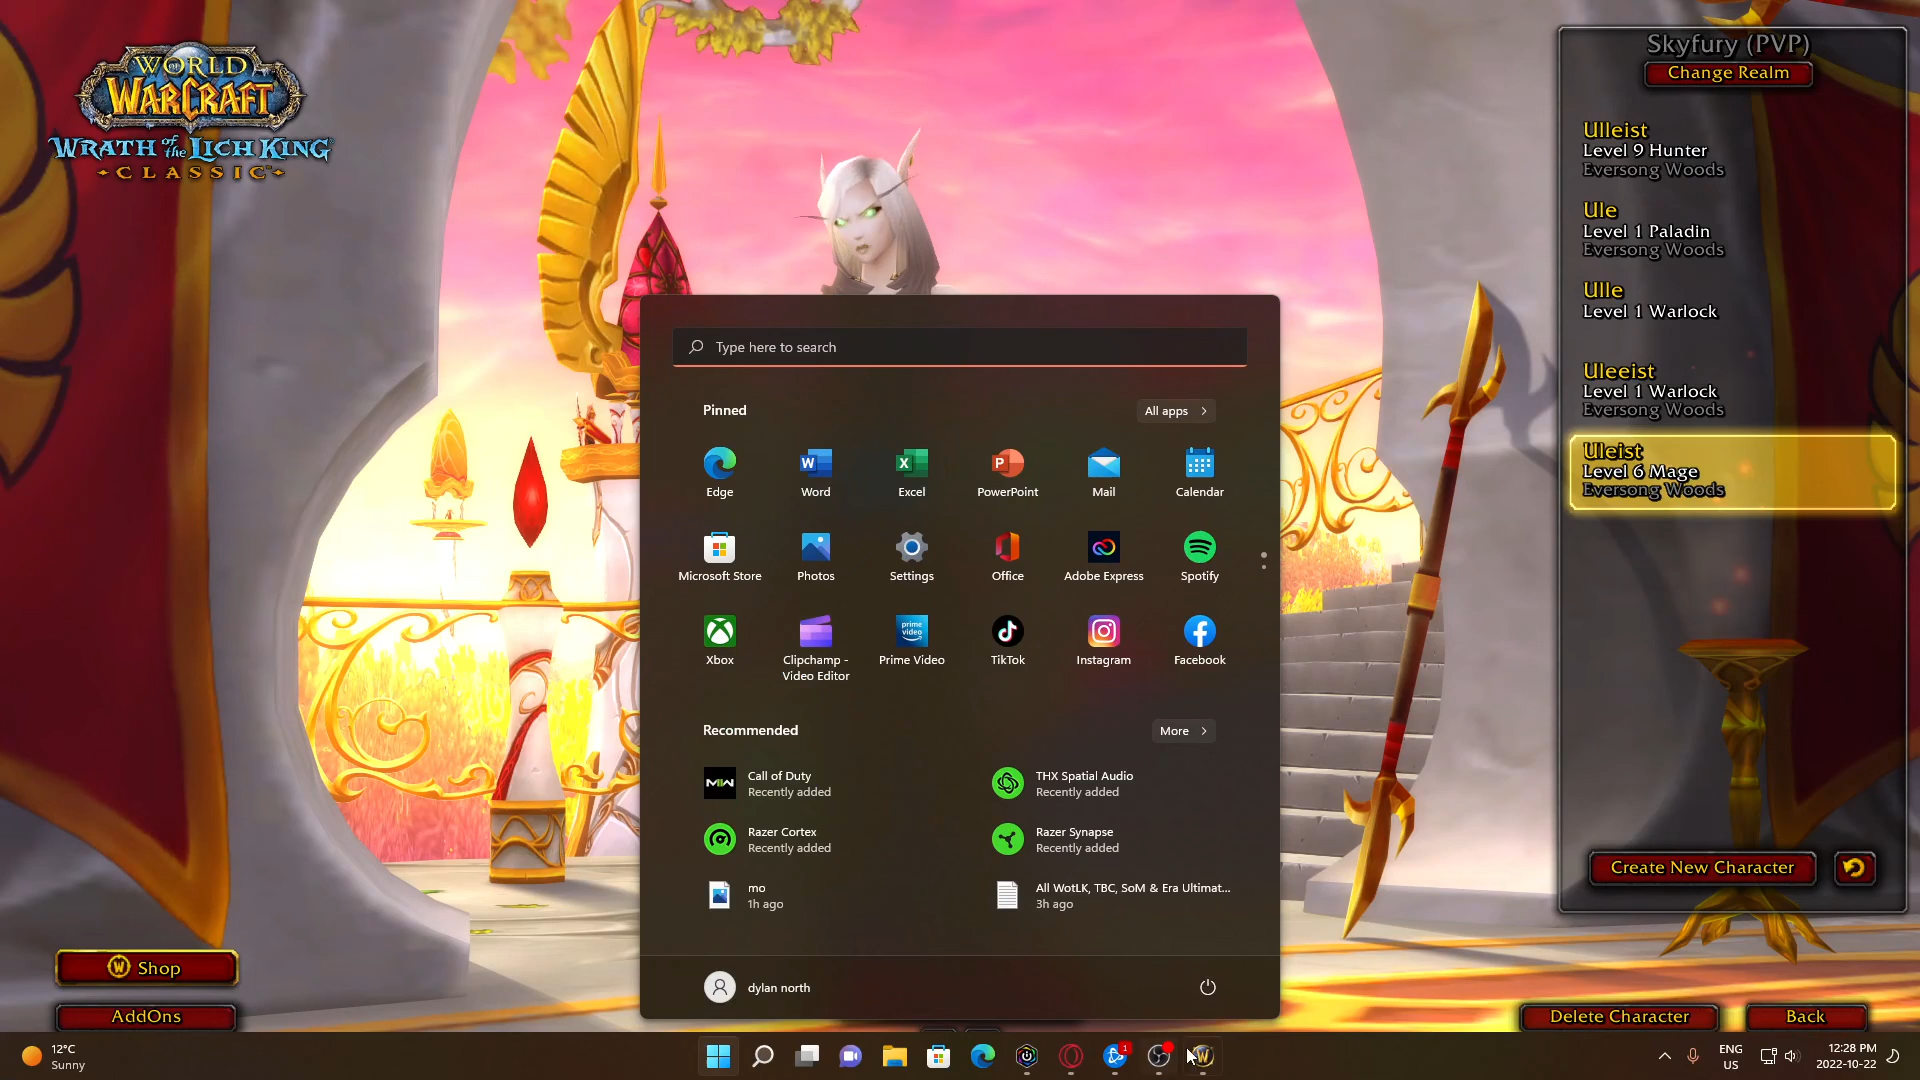 WORLD
OF
WARCRAFT
WRATH of the LICH KING
CLASSIC
Skyfury (PVP)
Change Realm
Ulleist
Level 9 Hunter
Eversong Woods
Ule
Level 1 Paladin
Eversong Woods
Ulle
Level 1 Warlock
Uleeist
Level 1 Warlock
Eversong Woods
Uleist
Level 6 Mage
Eversong Woods
Create New Character
Delete Character
Back
Shop
AddOns
Type here to search
Pinned
All apps
Edge
Word
Excel
PowerPoint
Mail
Calendar
Microsoft Store
Photos
Settings
Office
Adobe Express
Spotify
Xbox
Clipchamp -
Video Editor
prime
video
Prime Video
TikTok
Instagram
Facebook
Recommended
More
MW
Call of Duty
Recently added
THX Spatial Audio
Recently added
Razer Cortex
Recently added
Razer Synapse
Recently added
mo
1h ago
All WotLK, TBC, SoM & Era Ultimat...
3h ago
dylan north
12°C
Sunny
1
ENG
US
12:28 PM
2022-10-22